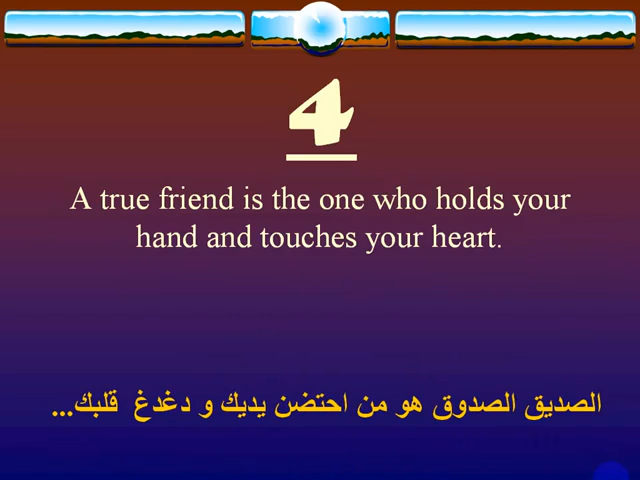 4
A true friend is the one who holds your
hand and touches your heart.
الصديق الصدوق هو من احتضن يديك و دغدغ قلبك...